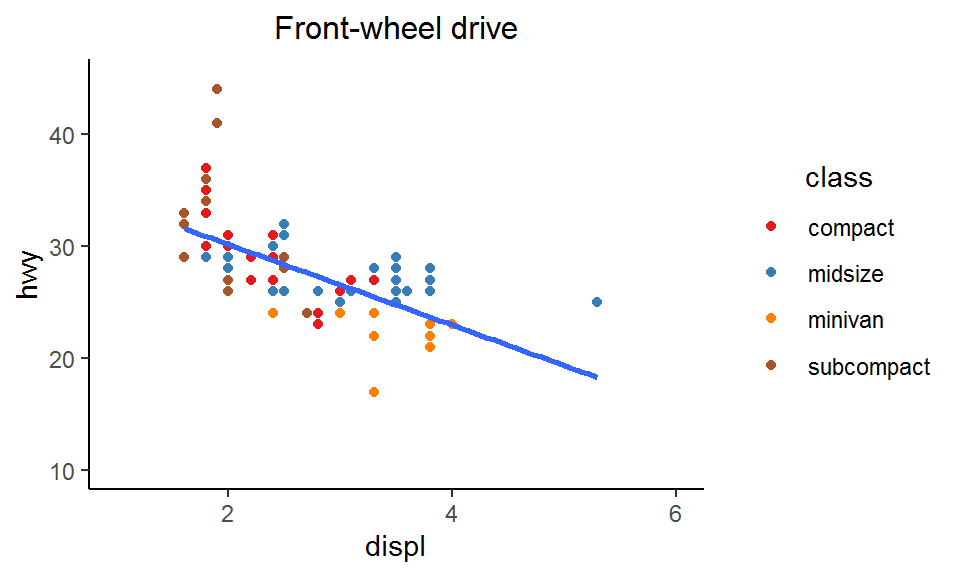 Front-wheel drive
hwy
40
30
20
10
2
4
6
displ
class
compact
midsize
minivan
subcompact